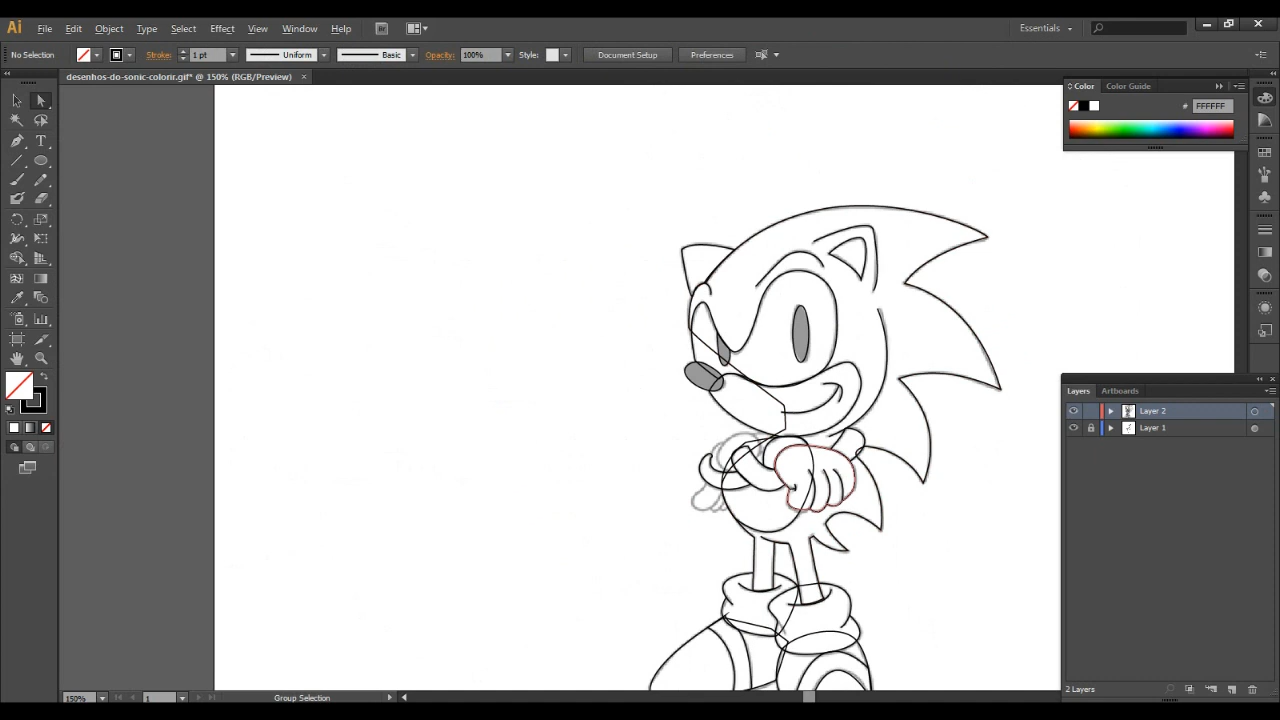 Ai File Edit Object Type Select Effect View Window Help Br Essentials
No Selection Stroke: 1 pt Uniform Basic Opacity: 100% Style: Document Setup Preferences
desenhos-do-sonic-colorir.gif* @ 150% (RGB/Preview) ×
Color Color Guide
# FFFFFF
T
Layers Artboards
Layer 2
Layer 1
2 Layers
150% 1 Group Selection